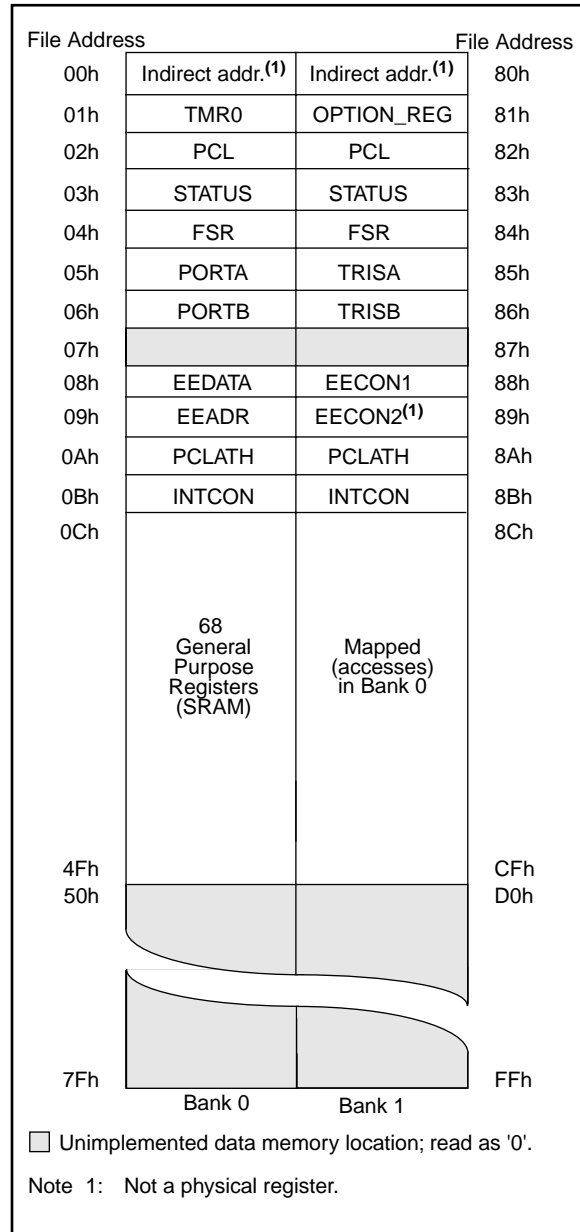 File Address File Address
00h Indirect addr.(1) Indirect addr.(1) 80h
01h TMR0 OPTION_REG 81h
02h PCL PCL 82h
03h STATUS STATUS 83h
04h FSR FSR 84h
05h PORTA TRISA 85h
06h PORTB TRISB 86h
07h 87h
08h EEDATA EECON1 88h
09h EEADR EECON2(1) 89h
0Ah PCLATH PCLATH 8Ah
0Bh INTCON INTCON 8Bh
0Ch 8Ch
68
General
Purpose
Registers
(SRAM)
Mapped
(accesses)
in Bank 0
4Fh CFh
50h D0h
7Fh FFh
Bank 0 Bank 1
Unimplemented data memory location; read as '0'.
Note 1: Not a physical register.